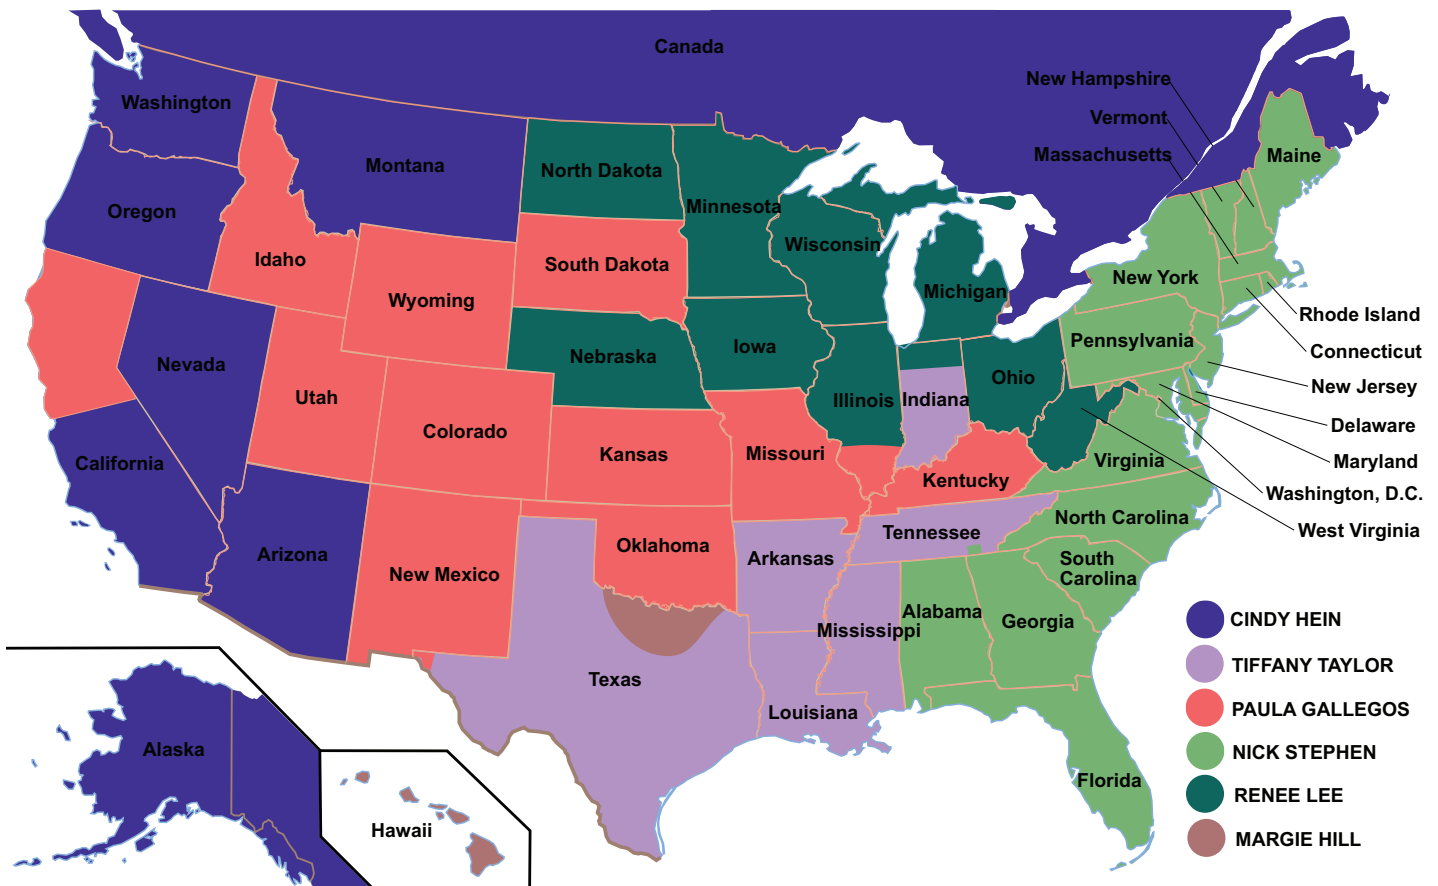 Canada
New Hampshire
Washington
Vermont
Massachusetts
Maine
Montana
North Dakota
Minnesota
Oregon
Wisconsin
Idaho
South Dakota
New York
Michigan
Wyoming
Rhode Island
Pennsylvania
Iowa
Connecticut
Nebraska
Nevada
Ohio
New Jersey
Utah
Illinois
Indiana
Delaware
Colorado
Kansas
Missouri
California
Virginia
Maryland
Kentucky
Washington, D.C.
North Carolina
West Virginia
Tennessee
Oklahoma
Arizona
Arkansas
South
Carolina
New Mexico
Alabama
Georgia
CINDY HEIN
Mississippi
TIFFANY TAYLOR
Texas
PAULA GALLEGOS
Louisiana
Alaska
NICK STEPHEN
Florida
RENEE LEE
Hawaii
MARGIE HILL